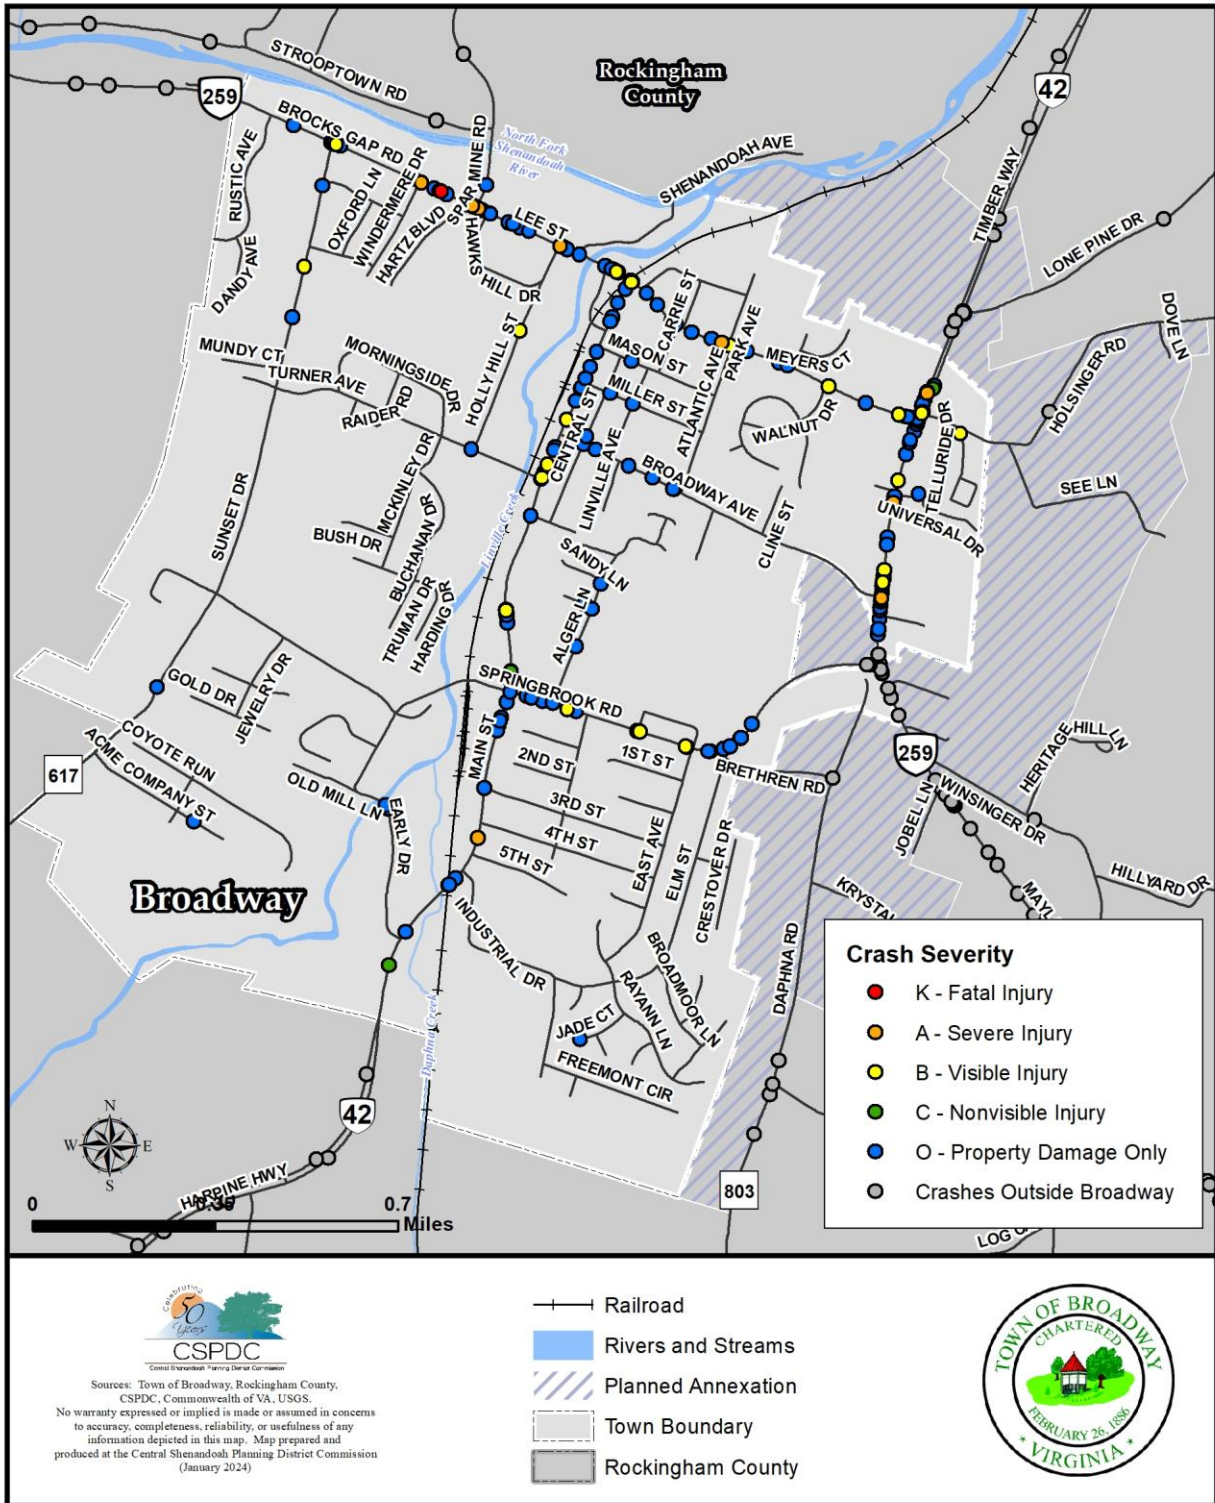 STROOPTOWN RD
Rockingham
County
42
259
BROCKS GAP RD
North Fork
Shenandoah
River
SHENANDOAH AVE
RUSTIC AVE
SPAR MINE RD
TIMBER WAY
OXFORD LN
WINDERMERE DR
HARTZ BLVD
HAWKS
HILL DR
LEE ST
LONE PINE DR
DANDY AVE
CARRIE ST
DOVE LN
MUNDY CT
MORNINGSIDE DR
HOLLY HILL ST
MASON ST
PARK AVE
MEYERS CT
HOLSINGER RD
TURNER AVE
RAIDER RD
MILLER ST
ATLANTIC AVE
WALNUT DR
TELLURIDE DR
CENTRAL ST
LINVILLE AVE
BROADWAY AVE
SEE LN
SUNSET DR
MCKINLEY DR
BUCHANAN DR
BUSH DR
CLINE ST
UNIVERSAL DR
Linville Creek
SANDY LN
TRUMAN DR
HARDING DR
ALGER LN
GOLD DR
JEWELRY DR
SPRINGBROOK RD
COYOTE RUN
ACME COMPANY ST
MAIN ST
2ND ST
1ST ST
BRETHREN RD
259
HERITAGE
HILL LN
617
OLD MILL LN
EARLY DR
3RD ST
4TH ST
5TH ST
EAST AVE
ELM ST
CRESTOVER DR
JOBEL LN
WINSINGER DR
HILLYARD DR
Broadway
INDUSTRIAL DR
BROADMOOR LN
RAYANN LN
DAPHNA RD
JADE CT
FREEMONT CIR
Daphna Creek
42
N
W E
S
HARPINE HWY
0 0.35 0.7
Miles
803
Crash Severity
K - Fatal Injury
A - Severe Injury
B - Visible Injury
C - Nonvisible Injury
O - Property Damage Only
Crashes Outside Broadway
Celebrating
50
Years
CSPDC
Central Shenandoah Planning District Commission
Sources: Town of Broadway, Rockingham County,
CSPDC, Commonwealth of VA, USGS.
No warranty expressed or implied is made or assumed in concerns
to accuracy, completeness, reliability, or usefulness of any
information depicted in this map. Map prepared and
produced at the Central Shenandoah Planning District Commission
(January 2024)
Railroad
Rivers and Streams
Planned Annexation
Town Boundary
Rockingham County
TOWN OF BROADWAY
CHARTERED
FEBRUARY 26, 1886
VIRGINIA